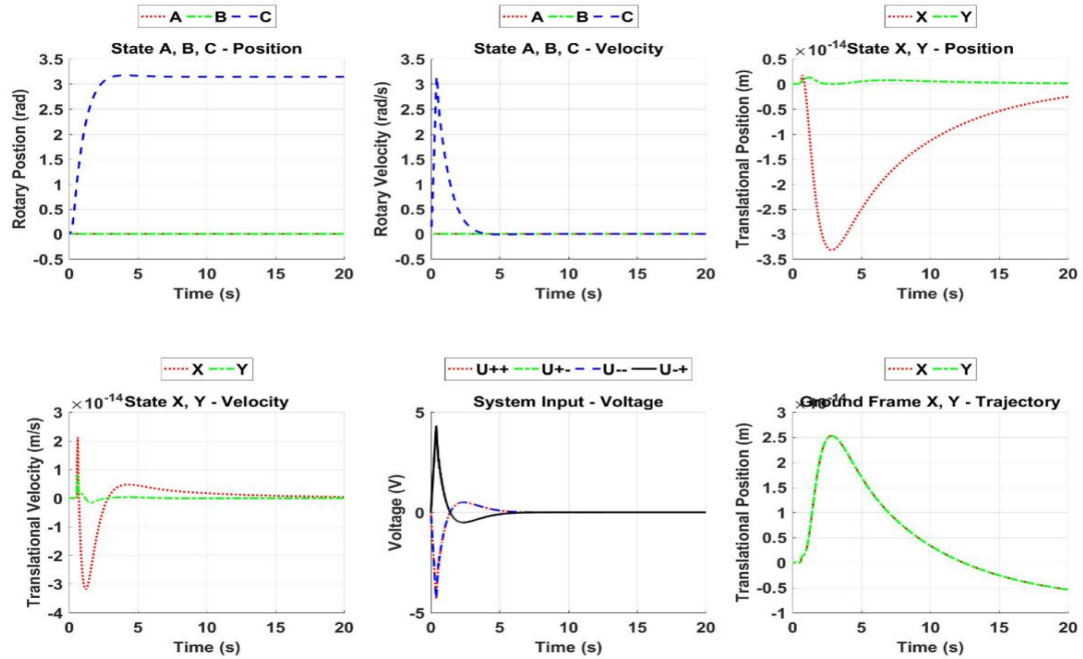 A B C
State A, B, C - Position
Rotary Postion (rad)
3.5
3
2.5
2
1.5
1
0.5
0
-0.5
0 5 10 15 20
Time (s)
A B C
State A, B, C - Velocity
Rotary Velocity (rad/s)
3.5
3
2.5
2
1.5
1
0.5
0
-0.5
0 5 10 15 20
Time (s)
X Y
×10-14
State X, Y - Position
Translational Position (m)
0.5
0
-0.5
-1
-1.5
-2
-2.5
-3
-3.5
0 5 10 15 20
Time (s)
X Y
×10-14
State X, Y - Velocity
Translational Velocity (m/s)
3
2
1
0
-1
-2
-3
-4
0 5 10 15 20
Time (s)
U++ U+- U-- U-+
System Input - Voltage
Voltage (V)
5
0
-5
0 5 10 15 20
Time (s)
X Y
Ground Frame X, Y - Trajectory
Translational Position (m)
3
2.5
2
1.5
1
0.5
0
-0.5
-1
0 5 10 15 20
Time (s)